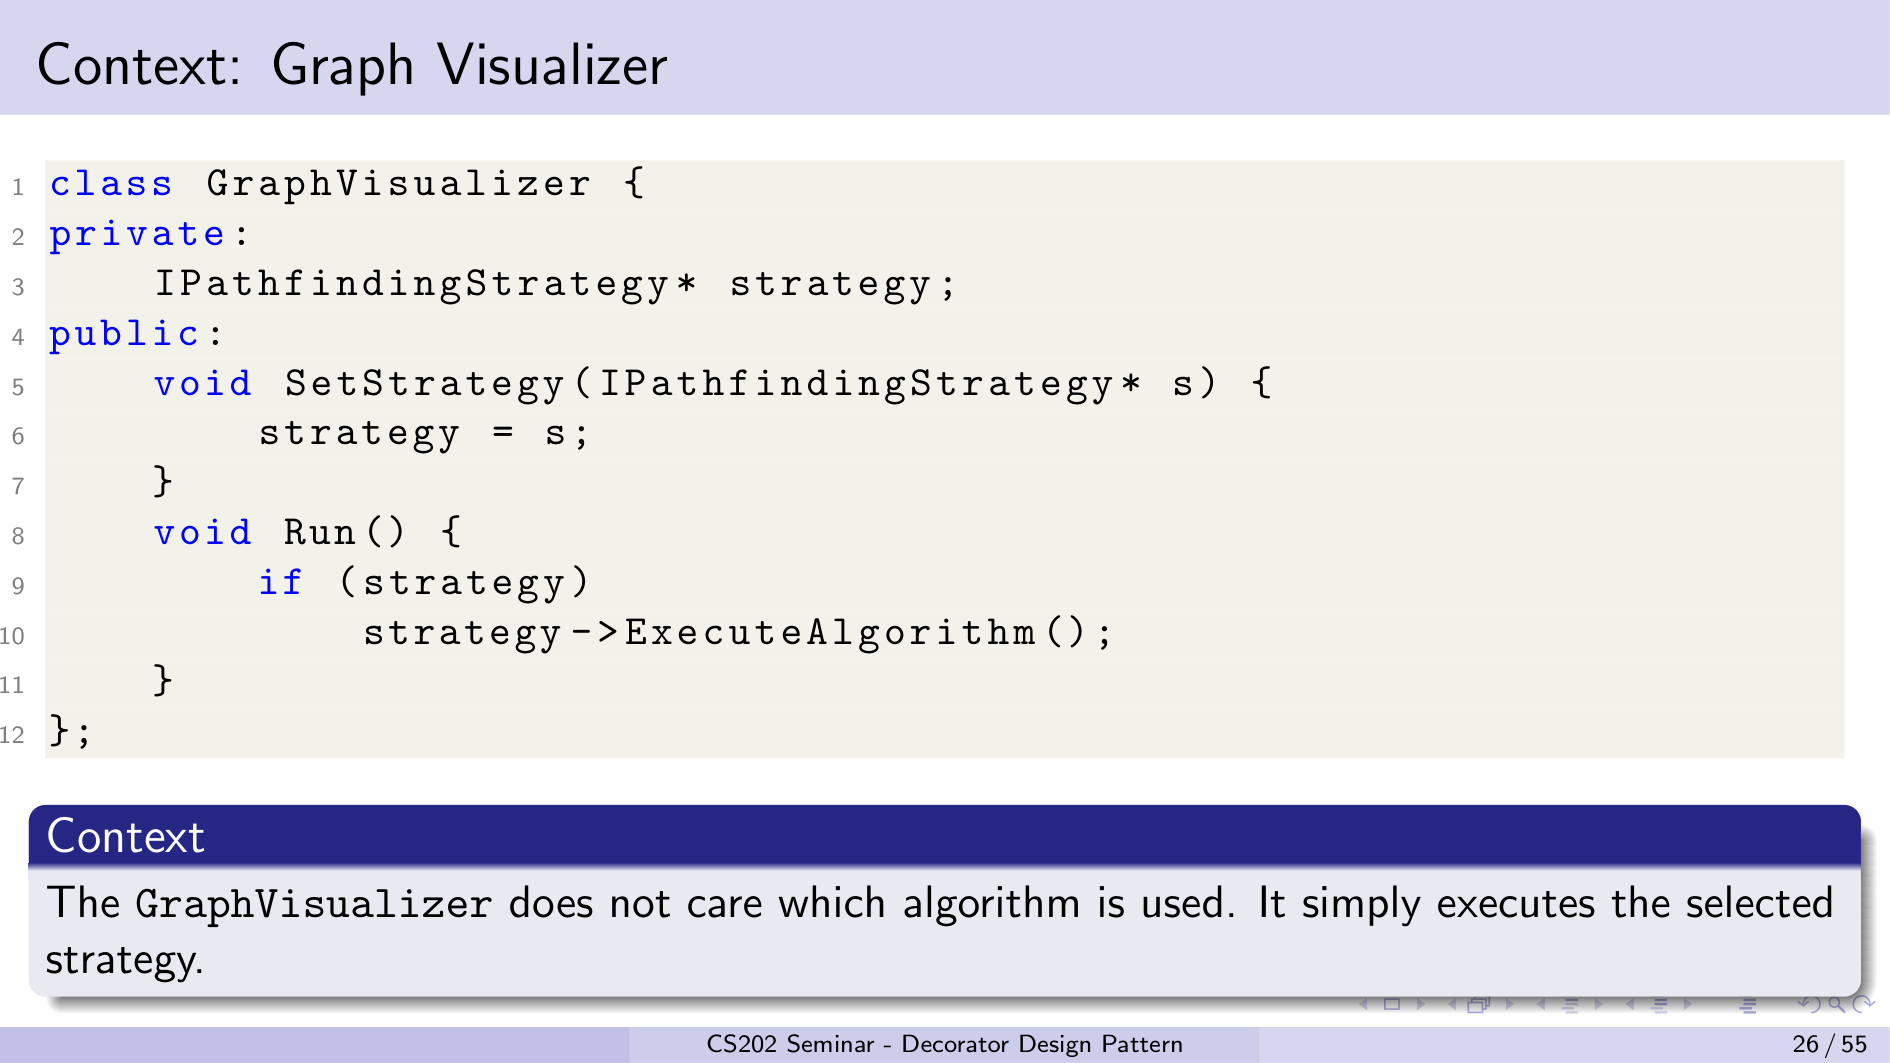 Context: Graph Visualizer
1 class GraphVisualizer {
2 private:
3     IPathfindingStrategy* strategy;
4 public:
5     void SetStrategy(IPathfindingStrategy* s) {
6         strategy = s;
7     }
8     void Run() {
9         if (strategy)
10             strategy->ExecuteAlgorithm();
11     }
12 };
Context
The GraphVisualizer does not care which algorithm is used. It simply executes the selected
strategy.
CS202 Seminar - Decorator Design Pattern 26 / 55